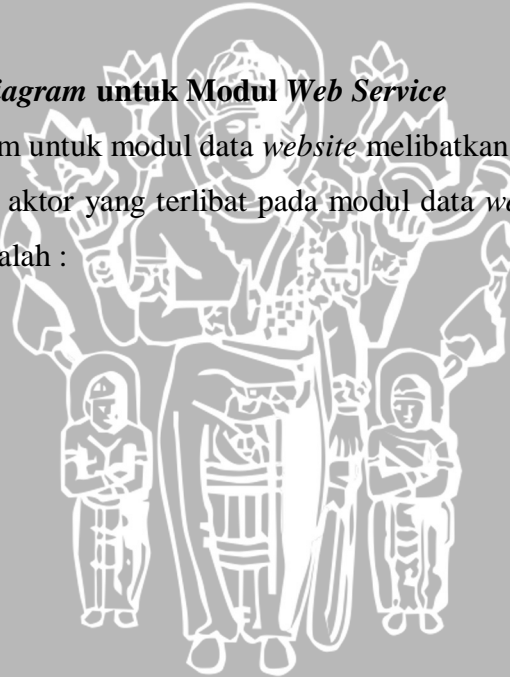 iagram untuk Modul Web Service
m untuk modul data website melibatkan
aktor yang terlibat pada modul data we
alah :